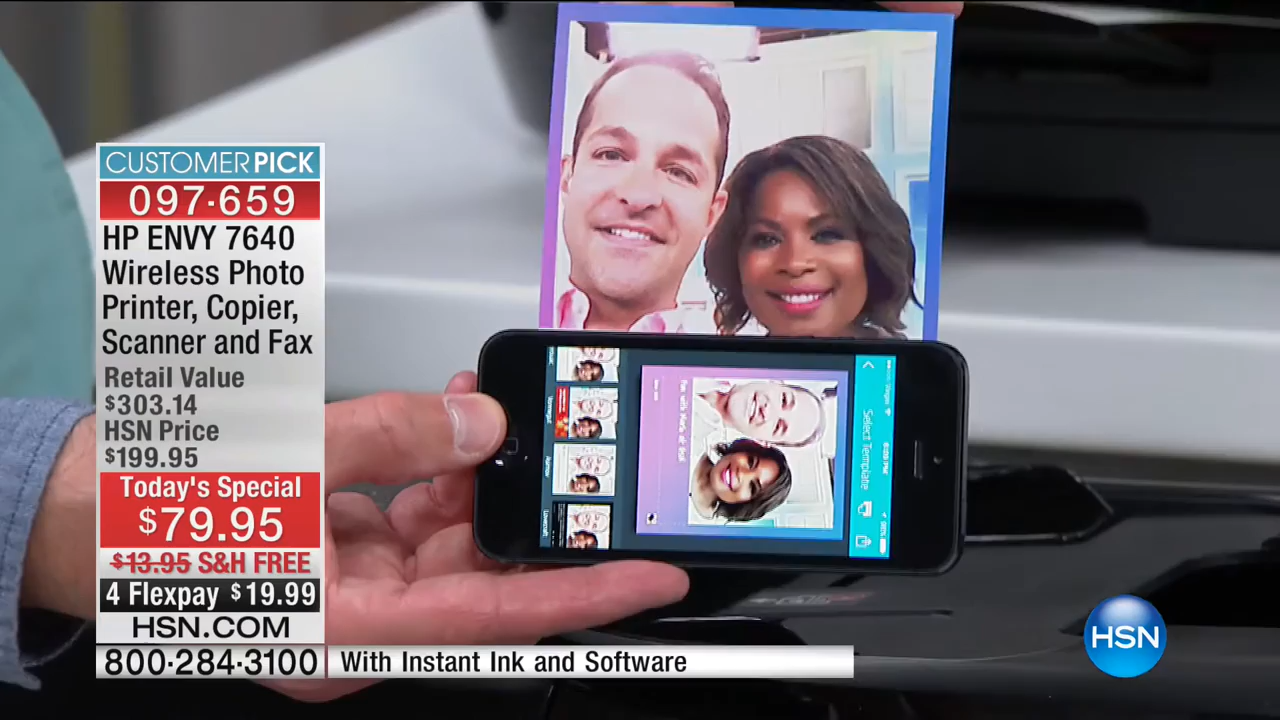 CUSTOMER PICK
097-659
HP ENVY 7640
Wireless Photo
Printer, Copier,
Scanner and Fax
Retail Value
$303.14
HSN Price
$199.95
Today's Special
$79.95
$13.95 S&H FREE
4 Flexpay $19.99
HSN.COM
800·284·3100
With Instant Ink and Software
HSN
Select Template